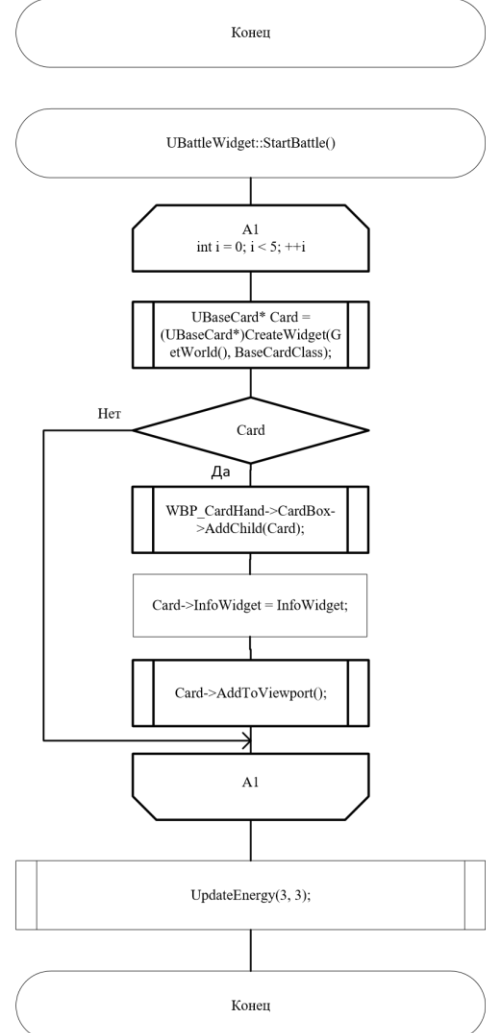 Конец
UBattleWidget::StartBattle()
A1
int i = 0; i < 5; ++i
UBaseCard* Card =
(UBaseCard*)CreateWidget(G
etWorld(), BaseCardClass);
Нет
Card
Да
WBP_CardHand->CardBox-
>AddChild(Card);
Card->InfoWidget = InfoWidget;
Card->AddToViewport();
A1
UpdateEnergy(3, 3);
Конец